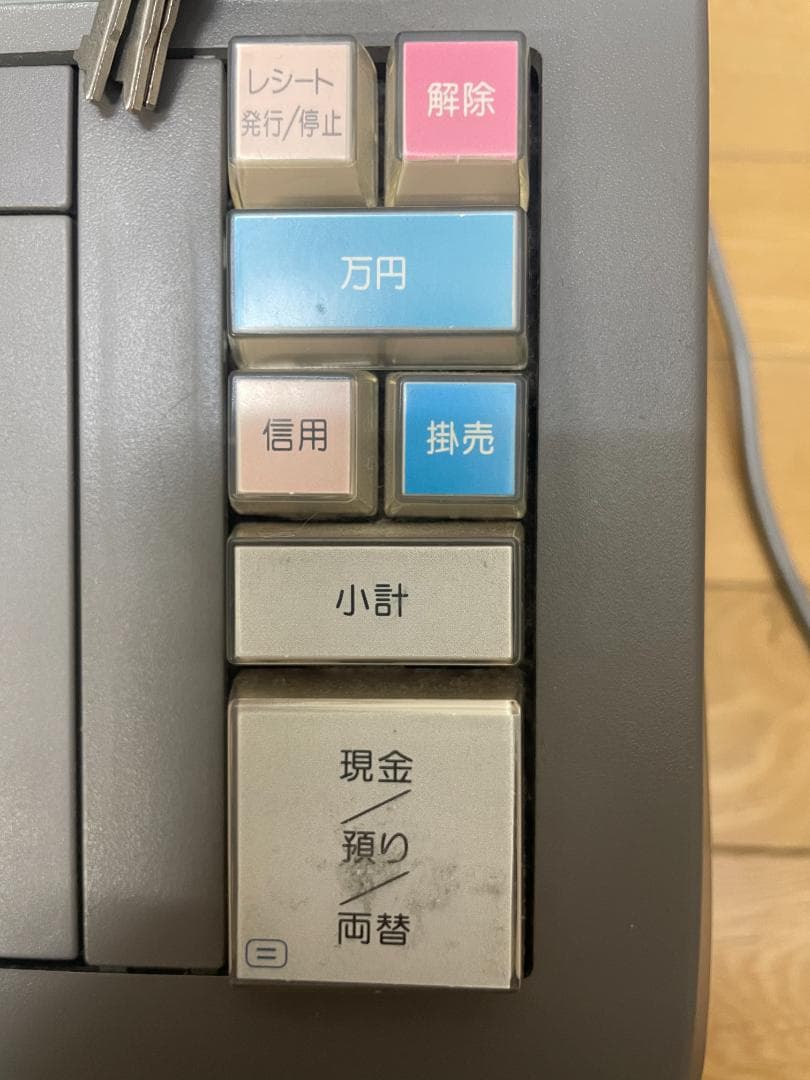 レシート
発行/停止
解除
万円
信用
掛売
小計
現金
/
預り
/
両替
=